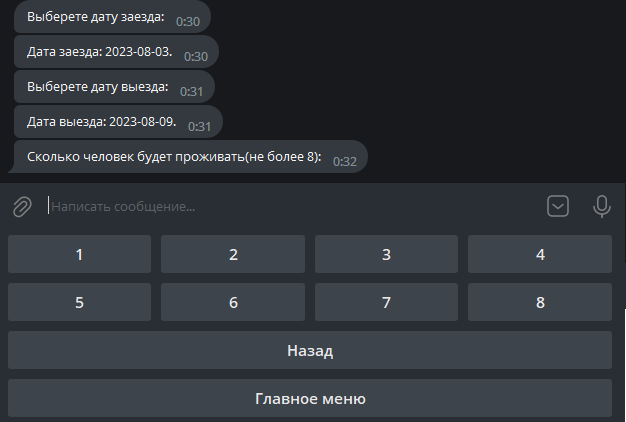 Выберете дату заезда: 0:30
Дата заезда: 2023-08-03. 0:30
Выберете дату выезда: 0:31
Дата выезда: 2023-08-09. 0:31
Сколько человек будет проживать(не более 8): 0:32
Написать сообщение...
1 2 3 4
5 6 7 8
Назад
Главное меню